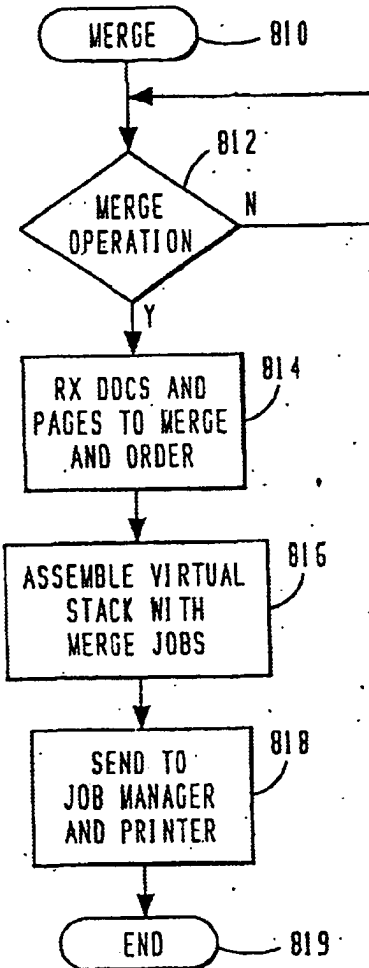 MERGE
810
812
MERGE
OPERATION
N
Y
814
RX DOCS AND
PAGES TO MERGE
AND ORDER
816
ASSEMBLE VIRTUAL
STACK WITH
MERGE JOBS
818
SEND TO
JOB MANAGER
AND PRINTER
END
819